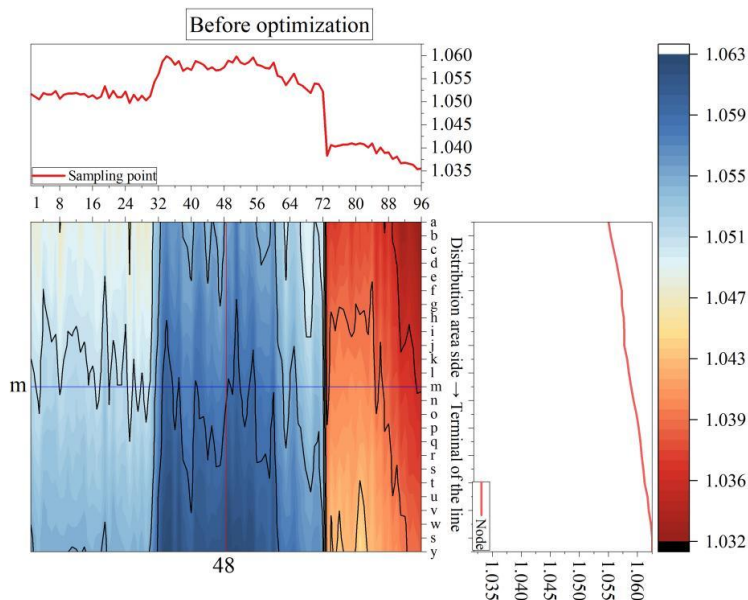 Before optimization
1.060
1.055
1.050
1.045
1.040
1.035
Sampling point
1 8 16 24 32 40 48 56 64 72 80 88 96
a
b
c
d
e
f
g
h
i
j
k
l
m
n
o
p
q
r
s
t
u
v
w
s
y
m
48
Distribution area side → Terminal of the line
Node
1.035 1.040 1.045 1.050 1.055 1.060
1.063
1.059
1.055
1.051
1.047
1.043
1.039
1.036
1.032